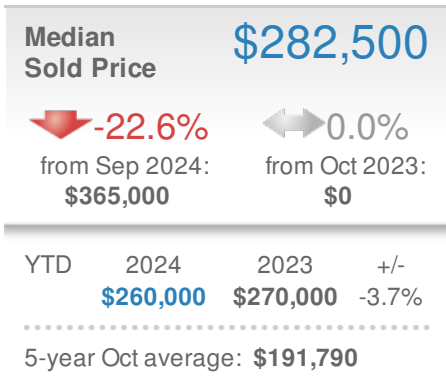 Median $282,500
Sold Price
-22.6% 0.0%
from Sep 2024: from Oct 2023:
$365,000 $0
YTD 2024 2023 +/-
$260,000 $270,000 -3.7%
5-year Oct average: $191,790